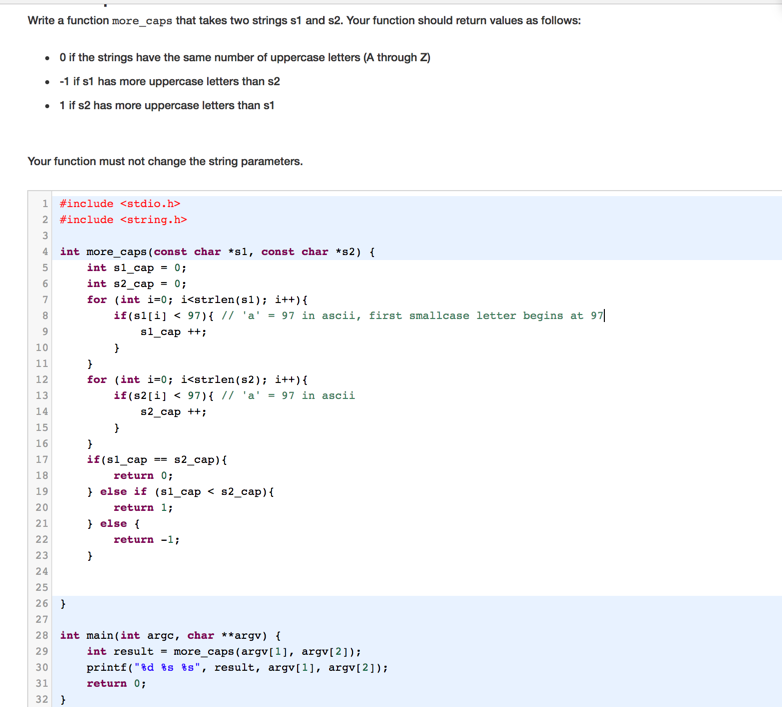 Write a function more_caps that takes two strings s1 and s2. Your function should return values as follows:
• 0 if the strings have the same number of uppercase letters (A through Z)
• -1 if s1 has more uppercase letters than s2
• 1 if s2 has more uppercase letters than s1
Your function must not change the string parameters.
1 #include <stdio.h>
2 #include <string.h>
3
4 int more_caps(const char *s1, const char *s2) {
5     int s1_cap = 0;
6     int s2_cap = 0;
7     for (int i=0; i<strlen(s1); i++){
8         if(s1[i] < 97){ // 'a' = 97 in ascii, first smallcase letter begins at 97
9             s1_cap ++;
10         }
11     }
12     for (int i=0; i<strlen(s2); i++){
13         if(s2[i] < 97){ // 'a' = 97 in ascii
14             s2_cap ++;
15         }
16     }
17     if(s1_cap == s2_cap){
18         return 0;
19     } else if (s1_cap < s2_cap){
20         return 1;
21     } else {
22         return -1;
23     }
24
25
26 }
27
28 int main(int argc, char **argv) {
29     int result = more_caps(argv[1], argv[2]);
30     printf("%d %s %s", result, argv[1], argv[2]);
31     return 0;
32 }